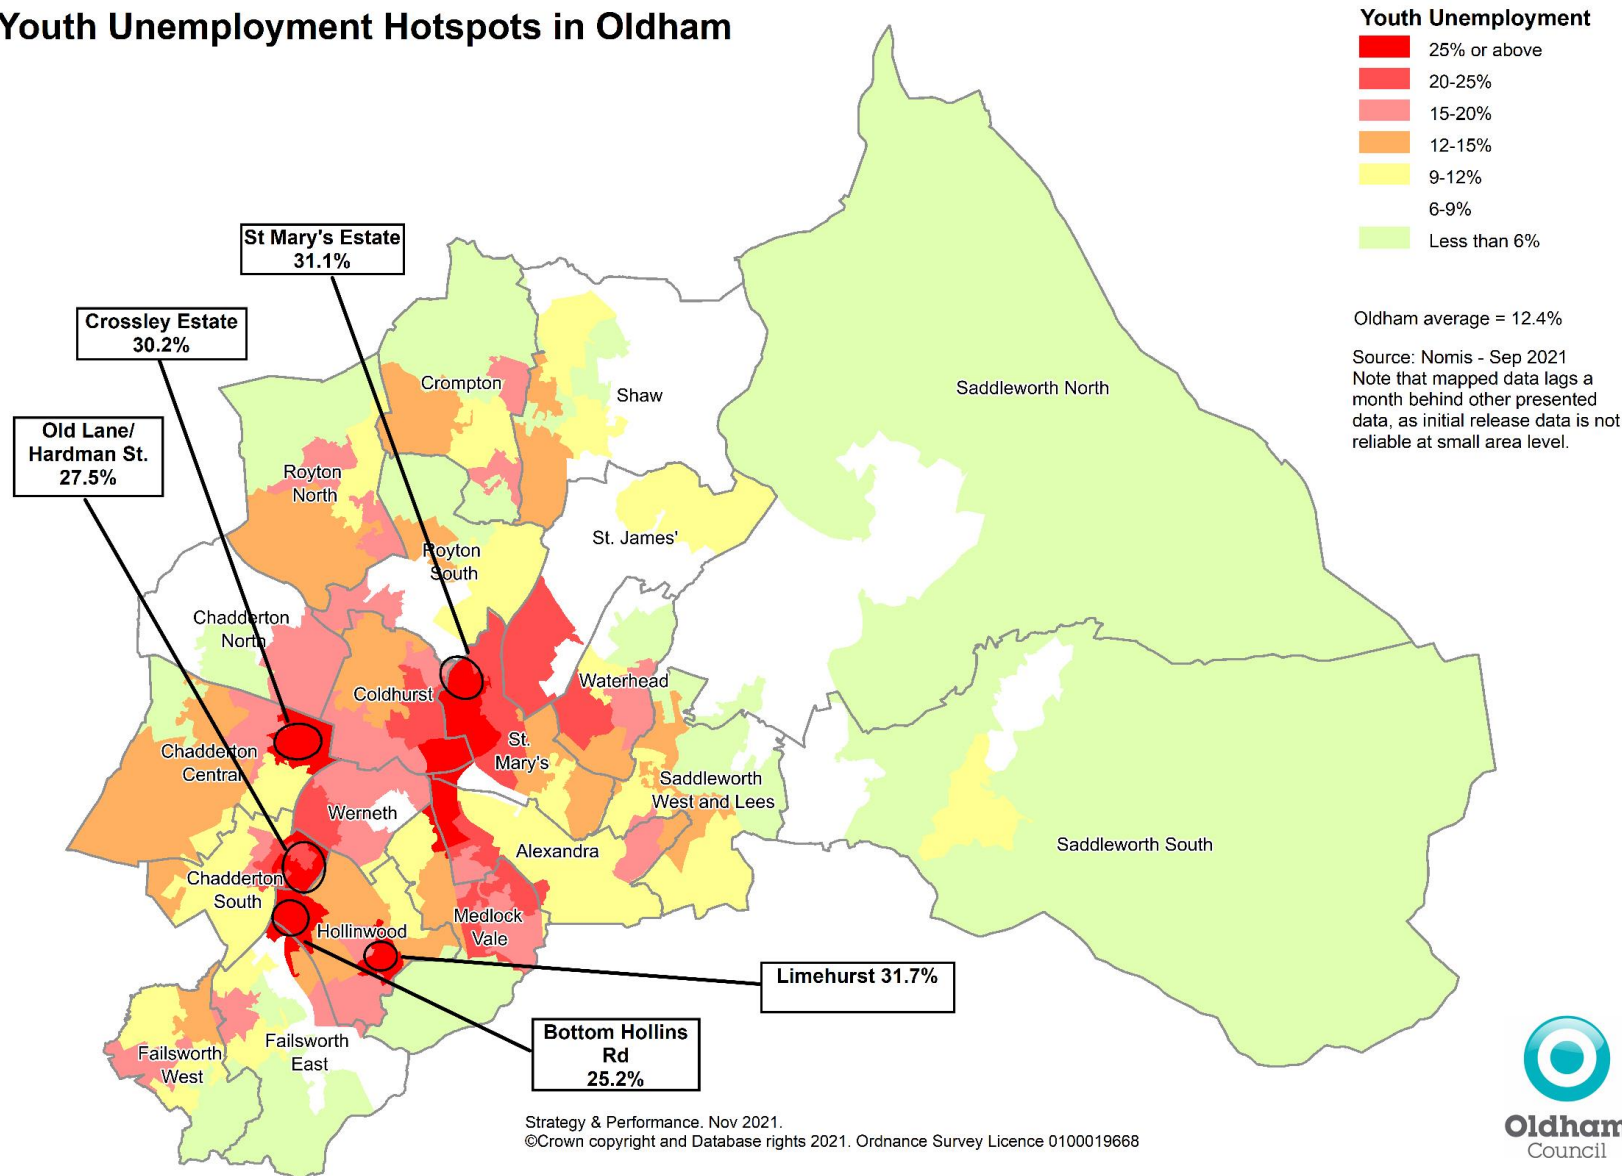 Youth Unemployment Hotspots in Oldham
Youth Unemployment
25% or above
20-25%
15-20%
12-15%
9-12%
6-9%
Less than 6%
Oldham average = 12.4%
Source: Nomis - Sep 2021
Note that mapped data lags a
month behind other presented
data, as initial release data is not
reliable at small area level.
St Mary's Estate
31.1%
Crossley Estate
30.2%
Old Lane/
Hardman St.
27.5%
Crompton
Shaw
Saddleworth North
Royton
North
Royton
South
St. James'
Chadderton
North
Coldhurst
Waterhead
Chadderton
Central
St.
Mary's
Saddleworth
West and Lees
Werneth
Alexandra
Saddleworth South
Chadderton
South
Hollinwood
Medlock
Vale
Limehurst 31.7%
Bottom Hollins
Rd
25.2%
Failsworth
West
Failsworth
East
Strategy & Performance. Nov 2021.
©Crown copyright and Database rights 2021. Ordnance Survey Licence 0100019668
Oldham
Council